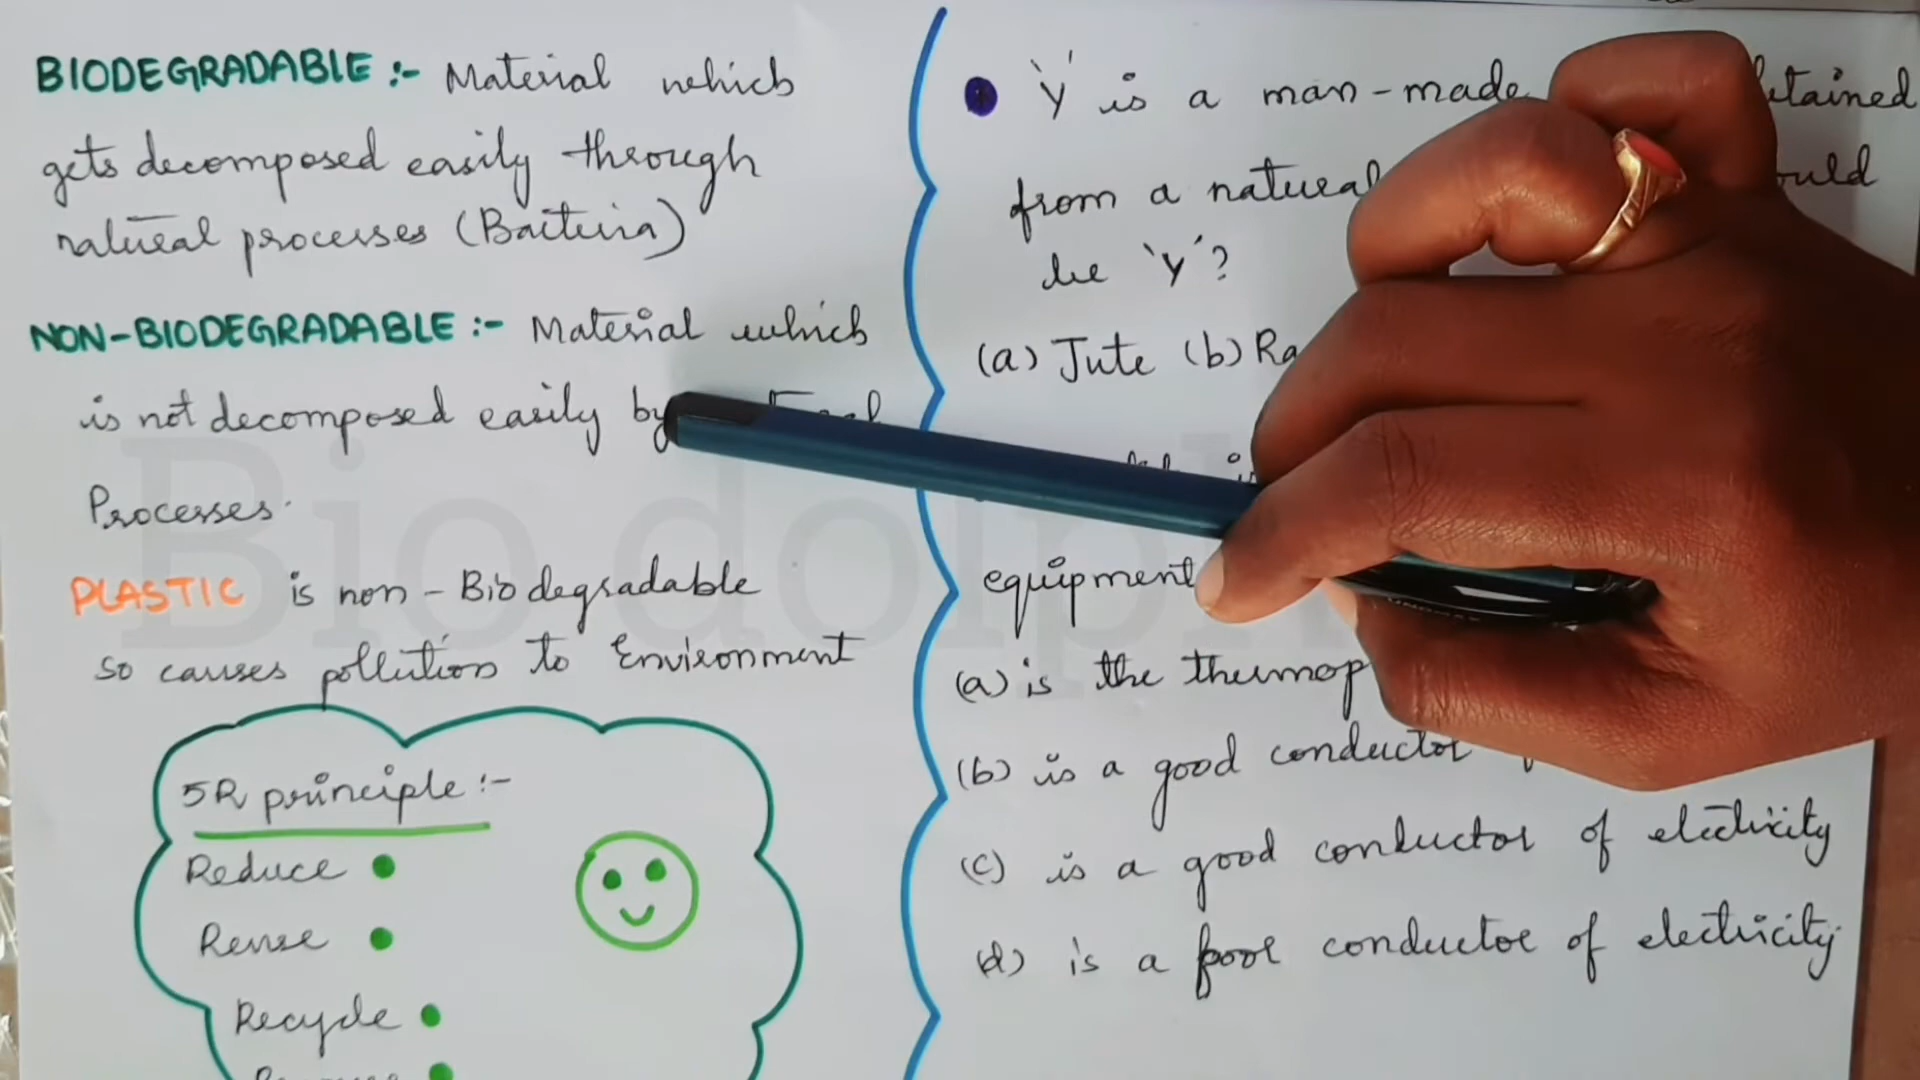 BIODEGRADABLE :- Material which
gets decomposed easily through
natural processes (Bacteria)
NON-BIODEGRADABLE :- Material which
is not decomposed easily by
Processes.
PLASTIC is non-Biodegradable
so causes pollution to Environment
5R principle :-
Reduce
Reuse
Recycle
'Y' is a man-made
from a natural
be 'Y'?
(a) Jute (b)
equipment
(a) is the
(b) is a good conductor
(c) is a good conductor of electricity
(d) is a poor conductor of electricity
Bio dolph